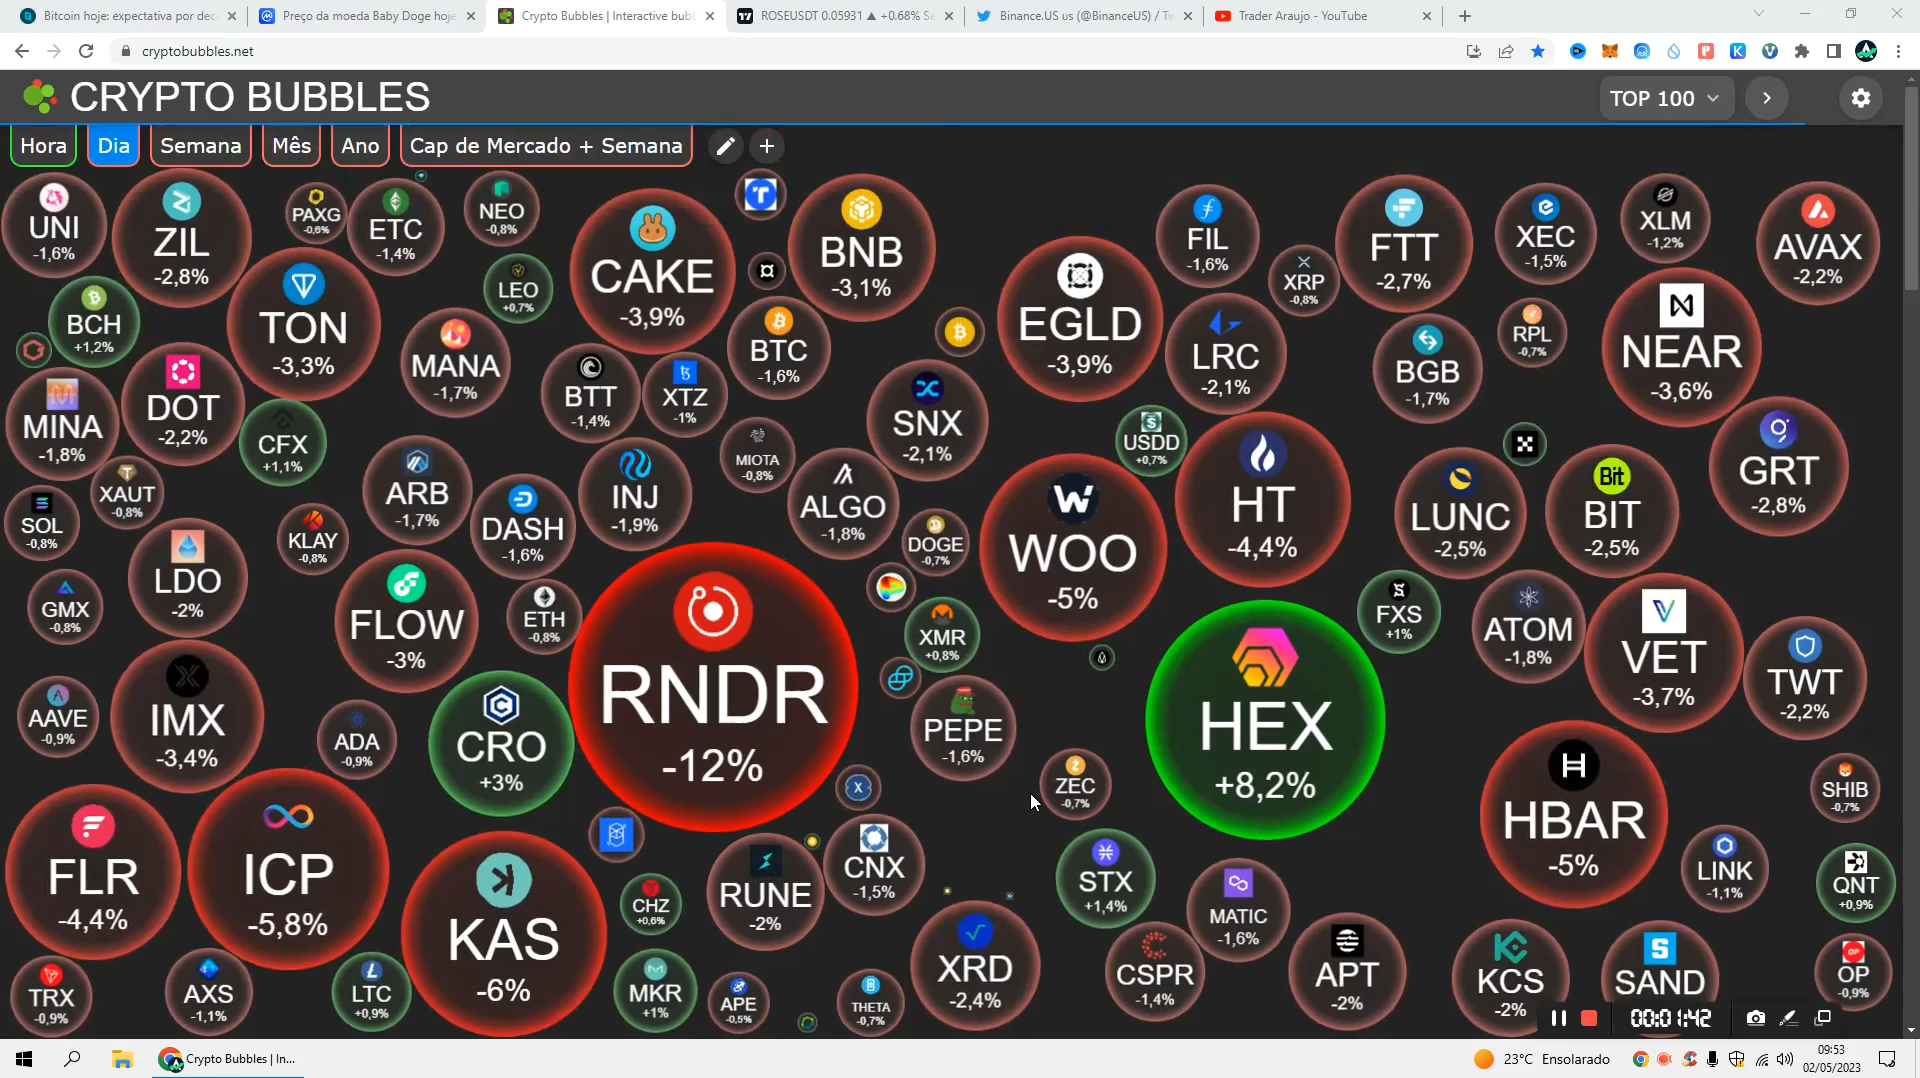 Bitcoin hoje: expectativa por dec
Preço da moeda Baby Doge hoje
Crypto Bubbles | Interactive bub
ROSEUSDT 0.05931 ▲ +0.68% Se
Binance.US us (@BinanceUS) / Tw
Trader Araujo - YouTube
cryptobubbles.net
CRYPTO BUBBLES
TOP 100
Hora
Dia
Semana
Mês
Ano
Cap de Mercado + Semana
UNI
-1,6%
ZIL
-2,8%
PAXG
-0,6%
ETC
-1,4%
NEO
-0,8%
CAKE
-3,9%
BNB
-3,1%
FIL
-1,6%
FTT
-2,7%
XEC
-1,5%
XLM
-1,2%
AVAX
-2,2%
BCH
+1,2%
TON
-3,3%
LEO
+0,7%
EGLD
-3,9%
XRP
-0,8%
MANA
-1,7%
BTC
-1,6%
LRC
-2,1%
BGB
-1,7%
RPL
-0,7%
NEAR
-3,6%
MINA
-1,8%
DOT
-2,2%
CFX
+1,1%
BTT
-1,4%
XTZ
-1%
SNX
-2,1%
USDD
+0,7%
GRT
-2,8%
XAUT
-0,8%
ARB
-1,7%
INJ
-1,9%
MIOTA
-0,8%
ALGO
-1,8%
HT
-4,4%
LUNC
-2,5%
Bit
BIT
-2,5%
SOL
-0,8%
KLAY
-0,8%
DASH
-1,6%
DOGE
-0,7%
WOO
-5%
LDO
-2%
GMX
-0,8%
FLOW
-3%
ETH
-0,8%
XMR
+0,8%
FXS
+1%
ATOM
-1,8%
VET
-3,7%
RNDR
-12%
TWT
-2,2%
AAVE
-0,9%
IMX
-3,4%
ADA
-0,9%
CRO
+3%
PEPE
-1,6%
HEX
+8,2%
ZEC
-0,7%
HBAR
-5%
SHIB
-0,7%
FLR
-4,4%
ICP
-5,8%
KAS
-6%
CHZ
+0,6%
RUNE
-2%
CNX
-1,5%
STX
+1,4%
MATIC
-1,6%
LINK
-1,1%
QNT
+0,9%
TRX
-0,9%
AXS
-1,1%
LTC
+0,9%
MKR
+1%
APE
-0,5%
THETA
-0,7%
XRD
-2,4%
CSPR
-1,4%
APT
-2%
KCS
-2%
SAND
OP
OP
-0,9%
00:01:42
Crypto Bubbles | In...
23°C Ensolarado
09:53
02/05/2023